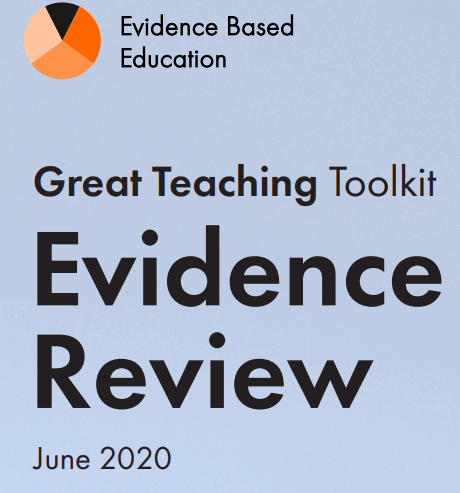 Evidence Based
Education
Great Teaching Toolkit
Evidence
Review
June 2020